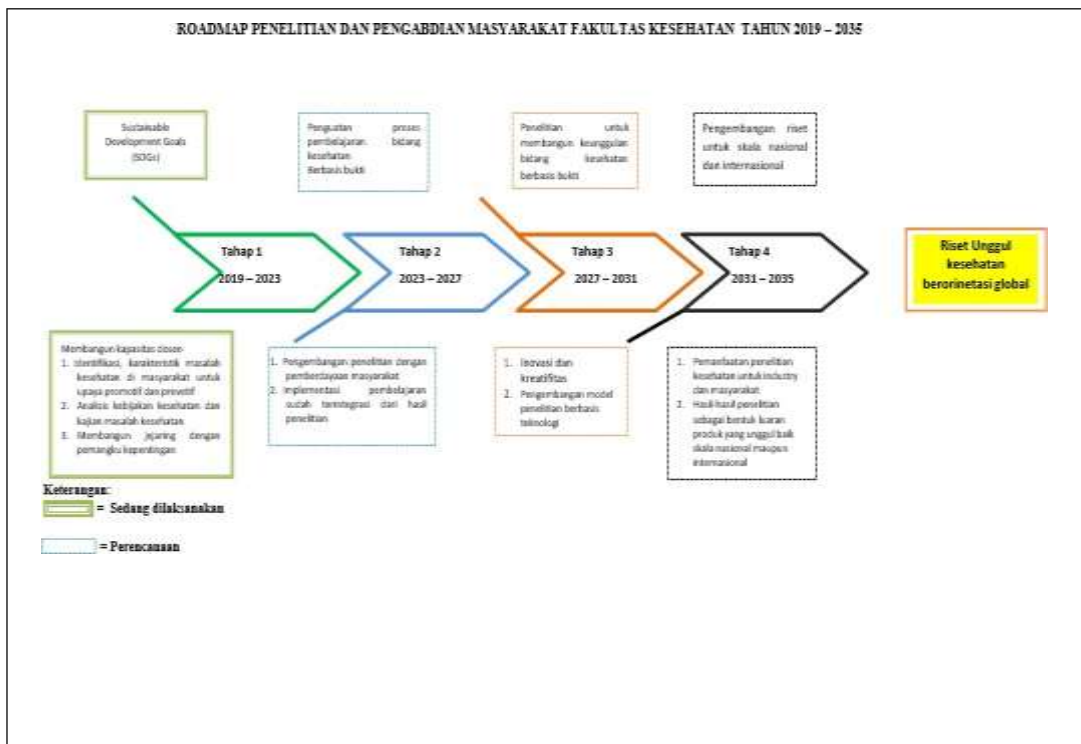 ROADMAP PENELITIAN DAN PENGABDIAN MASYARAKAT FAKULTAS KESEHATAN TAHUN 2019 – 2035
Sustainable
Development Goals
(SDGs)
Penguatan proses
pembelajaran bidang
kesehatan
Berbasis bukti
Penelitian untuk
membangun keunggulan
bidang kesehatan
berbasis bukti
Pengembangan riset
untuk skala nasional
dan internasional
Tahap 1
2019 – 2023
Tahap 2
2023 – 2027
Tahap 3
2027 – 2031
Tahap 4
2031 – 2035
Riset Unggul
kesehatan
berorinetasi global
Membangun kapasitas dosen
1. Identifikasi, karakteristik masalah
kesehatan di masyarakat untuk
upaya promotif dan prevetif
2. Analisis kebijakan kesehatan dan
kajian masalah kesehatan
3. Membangun jejaring dengan
pemangku kepentingan
1. Pengembangan penelitian dengan
pemberdayaan masyarakat
2. Implementasi pembelajaran
sudah terintegrasi dari hasil
penelitian
1. Inovasi dan
kreatifitas
2. Pengembangan model
penelitian berbasis
teknologi
1. Pemanfaatan penelitian
kesehatan untuk industry
dan masyarakat
2. Hasil-hasil penelitian
sebagai bentuk luaran
produk yang unggul baik
skala nasional maupun
internasional
Keterangan:
= Sedang dilaksanakan
= Perencanaan